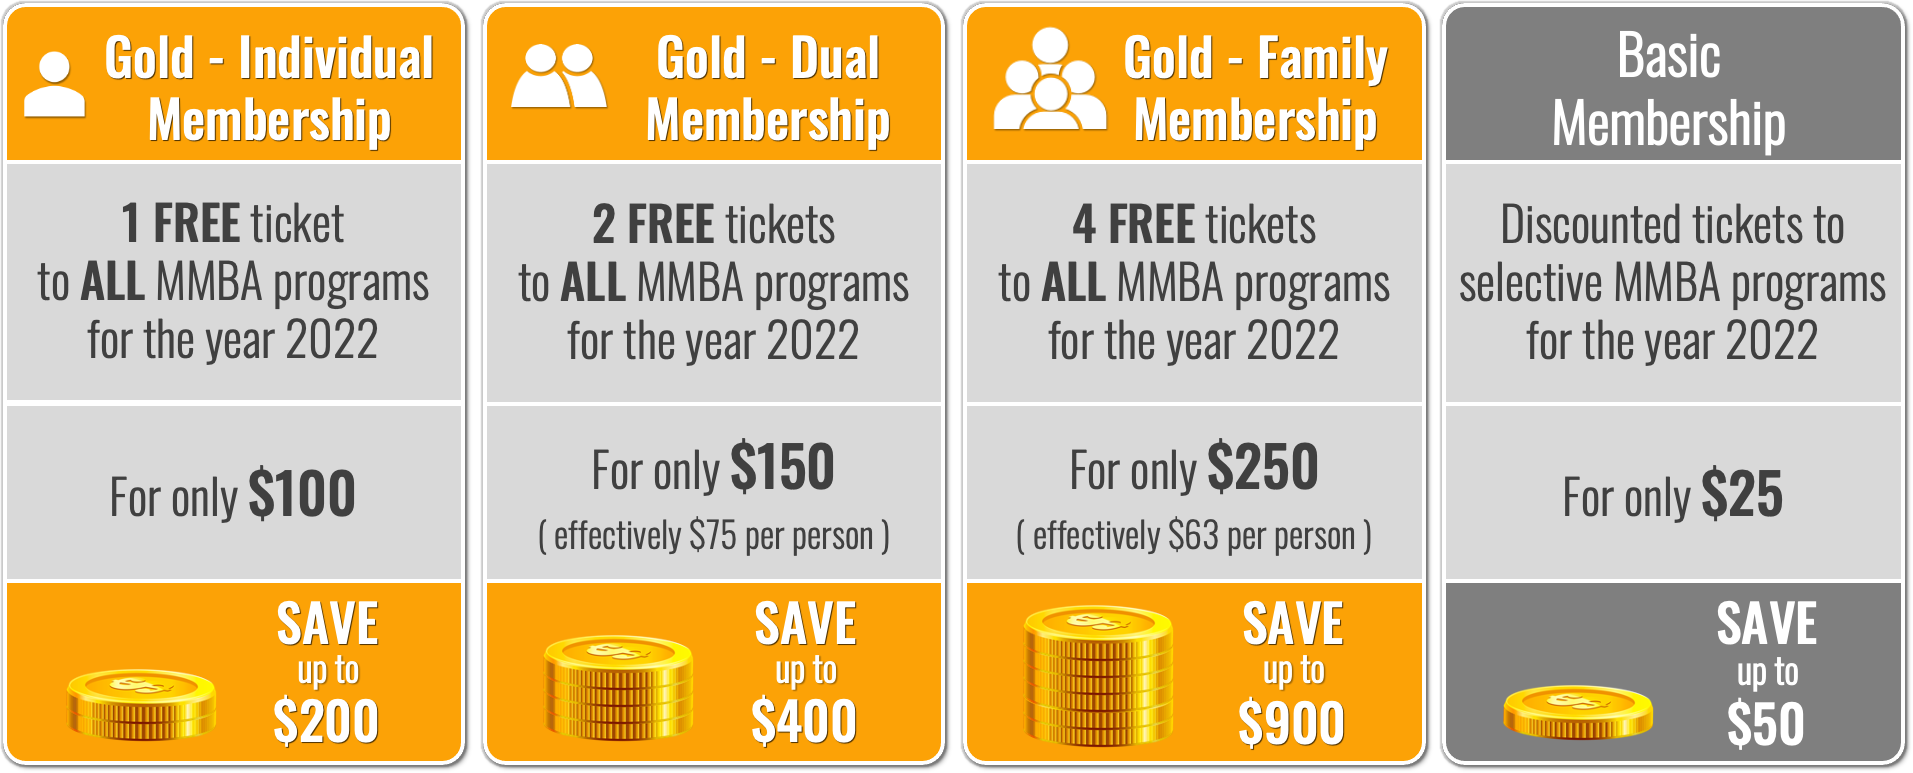 Gold - Individual
Membership
1 FREE ticket
to ALL MMBA programs
for the year 2022
For only $100
SAVE
up to
$200
Gold - Dual
Membership
2 FREE tickets
to ALL MMBA programs
for the year 2022
For only $150
( effectively $75 per person )
SAVE
up to
$400
Gold - Family
Membership
4 FREE tickets
to ALL MMBA programs
for the year 2022
For only $250
( effectively $63 per person )
SAVE
up to
$900
Basic
Membership
Discounted tickets to
selective MMBA programs
for the year 2022
For only $25
SAVE
up to
$50